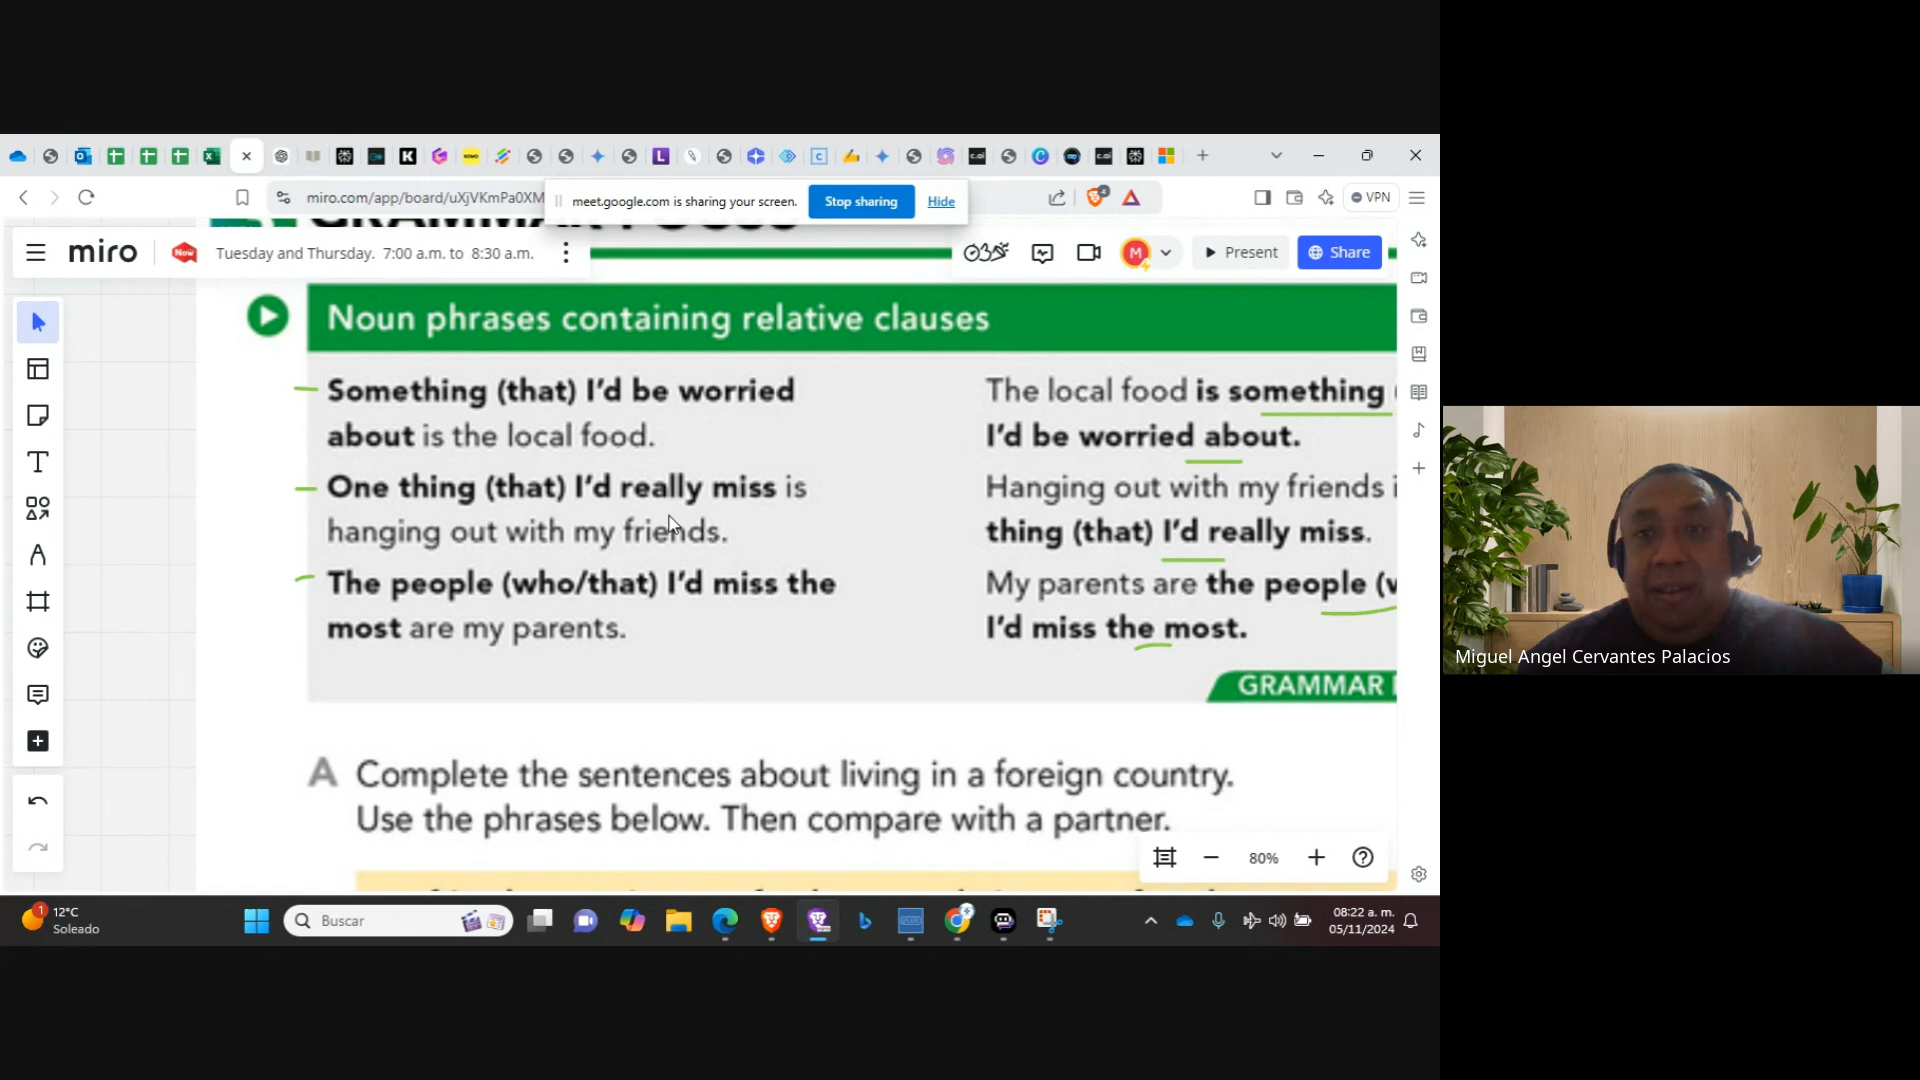 meet.google.com is sharing your screen.
Stop sharing
Hide
miro.com/app/board/uXjVKmPa0XM
VPN
GRAMMAR FOCUS
miro
Now
Tuesday and Thursday. 7:00 a.m. to 8:30 a.m.
M
Present
Share
Noun phrases containing relative clauses
Something (that) I'd be worried
about is the local food.
One thing (that) I'd really miss is
hanging out with my friends.
The people (who/that) I'd miss the
most are my parents.
The local food is something
I'd be worried about.
Hanging out with my friends i
thing (that) I'd really miss.
My parents are the people (
I'd miss the most.
GRAMMAR
A Complete the sentences about living in a foreign country.
Use the phrases below. Then compare with a partner.
80%
Miguel Angel Cervantes Palacios
1
12°C
Soleado
Buscar
08:22 a. m.
05/11/2024